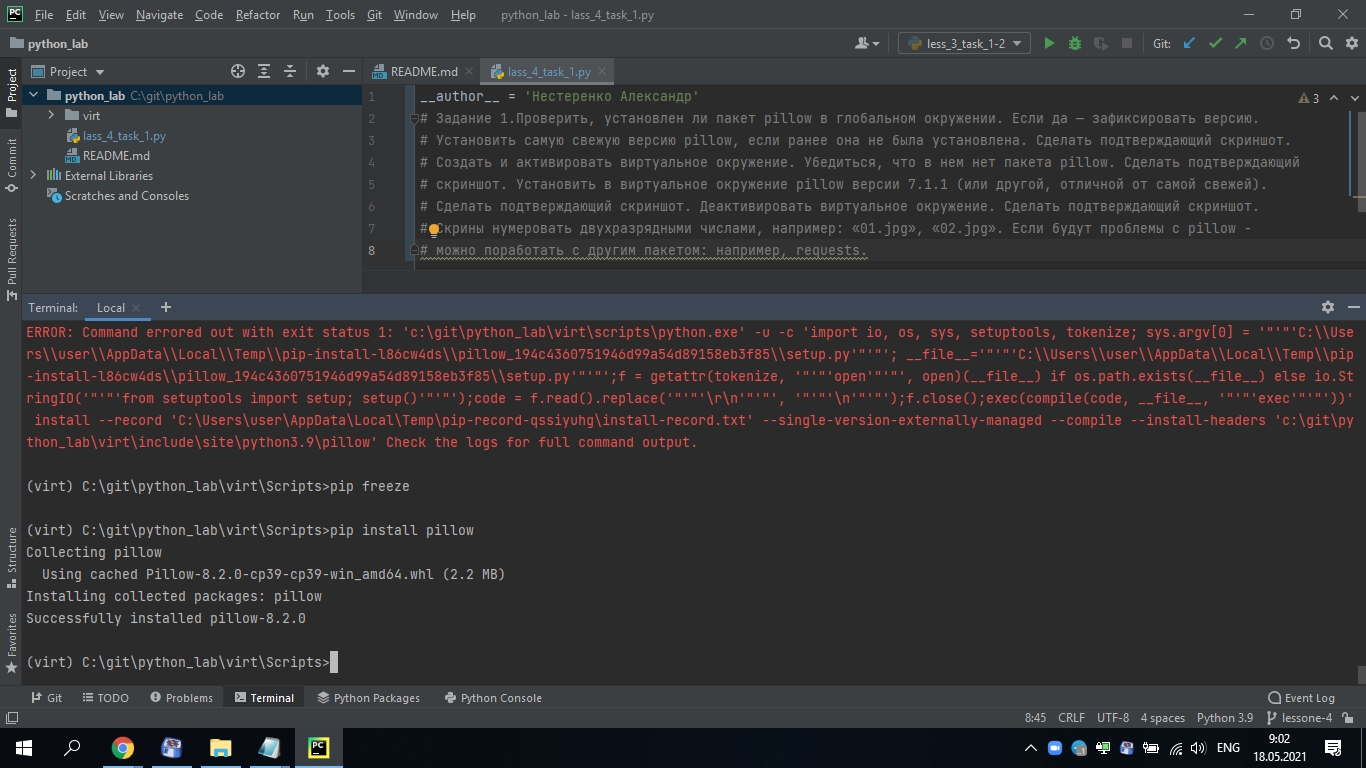 PC File Edit View Navigate Code Refactor Run Tools Git Window Help python_lab - lass_4_task_1.py
python_lab less_3_task_1-2 Git:
Project README.md lass_4_task_1.py
Project
Commit
Pull Requests
Structure
Favorites
python_lab C:\git\python_lab
virt
lass_4_task_1.py
README.md
External Libraries
Scratches and Consoles
3
1 __author__ = 'Нестеренко Александр'
2 # Задание 1.Проверить, установлен ли пакет pillow в глобальном окружении. Если да — зафиксировать версию.
3 # Установить самую свежую версию pillow, если ранее она не была установлена. Сделать подтверждающий скриншот.
4 # Создать и активировать виртуальное окружение. Убедиться, что в нем нет пакета pillow. Сделать подтверждающий
5 # скриншот. Установить в виртуальное окружение pillow версии 7.1.1 (или другой, отличной от самой свежей).
6 # Сделать подтверждающий скриншот. Деактивировать виртуальное окружение. Сделать подтверждающий скриншот.
7 # Скрины нумеровать двухразрядными числами, например: «01.jpg», «02.jpg». Если будут проблемы с pillow -
8 # можно поработать с другим пакетом: например, requests.
Terminal: Local
ERROR: Command errored out with exit status 1: 'c:\git\python_lab\virt\scripts\python.exe' -u -c 'import io, os, sys, setuptools, tokenize; sys.argv[0] = '"'"'C:\\Use
rs\\user\\AppData\\Local\\Temp\\pip-install-l86cw4ds\\pillow_194c4360751946d99a54d89158eb3f85\\setup.py'"'"'; __file__='"'"'C:\\Users\\user\\AppData\\Local\\Temp\\pip
-install-l86cw4ds\\pillow_194c4360751946d99a54d89158eb3f85\\setup.py'"'"';f = getattr(tokenize, '"'"'open'"'"', open)(__file__) if os.path.exists(__file__) else io.St
ringIO('"'"'from setuptools import setup; setup()'"'"');code = f.read().replace('"'"'\r\n'"'"', '"'"'\n'"'"');f.close();exec(compile(code, __file__, '"'"'exec'"'"'))'
install --record 'C:\Users\user\AppData\Local\Temp\pip-record-qssiyuhg\install-record.txt' --single-version-externally-managed --compile --install-headers 'c:\git\py
thon_lab\virt\include\site\python3.9\pillow' Check the logs for full command output.
(virt) C:\git\python_lab\virt\Scripts>pip freeze
(virt) C:\git\python_lab\virt\Scripts>pip install pillow
Collecting pillow
Using cached Pillow-8.2.0-cp39-cp39-win_amd64.whl (2.2 MB)
Installing collected packages: pillow
Successfully installed pillow-8.2.0
(virt) C:\git\python_lab\virt\Scripts>
Git TODO Problems Terminal Python Packages Python Console Event Log
8:45 CRLF UTF-8 4 spaces Python 3.9 lessone-4
PC ENG 9:02
18.05.2021